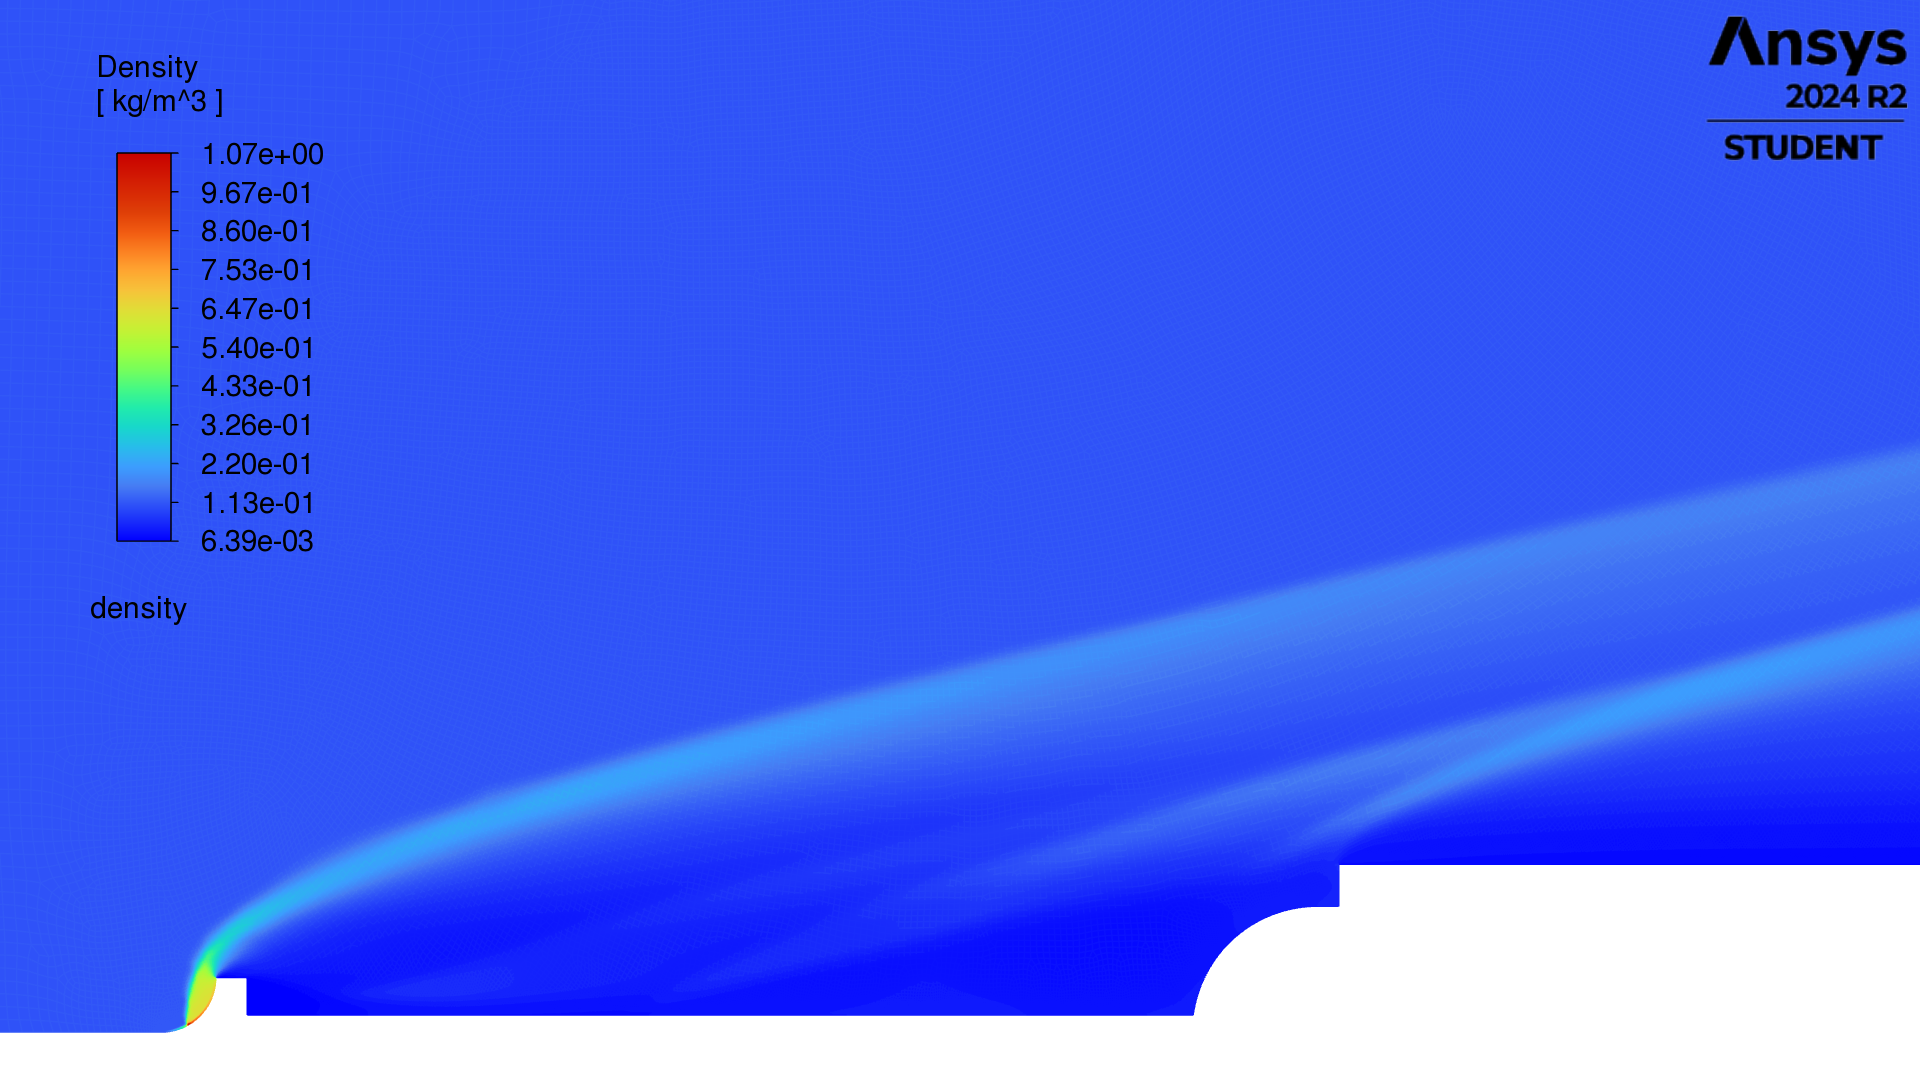 Density
[ kg/m^3 ]
1.07e+00
9.67e-01
8.60e-01
7.53e-01
6.47e-01
5.40e-01
4.33e-01
3.26e-01
2.20e-01
1.13e-01
6.39e-03
density
Ansys
2024 R2
STUDENT